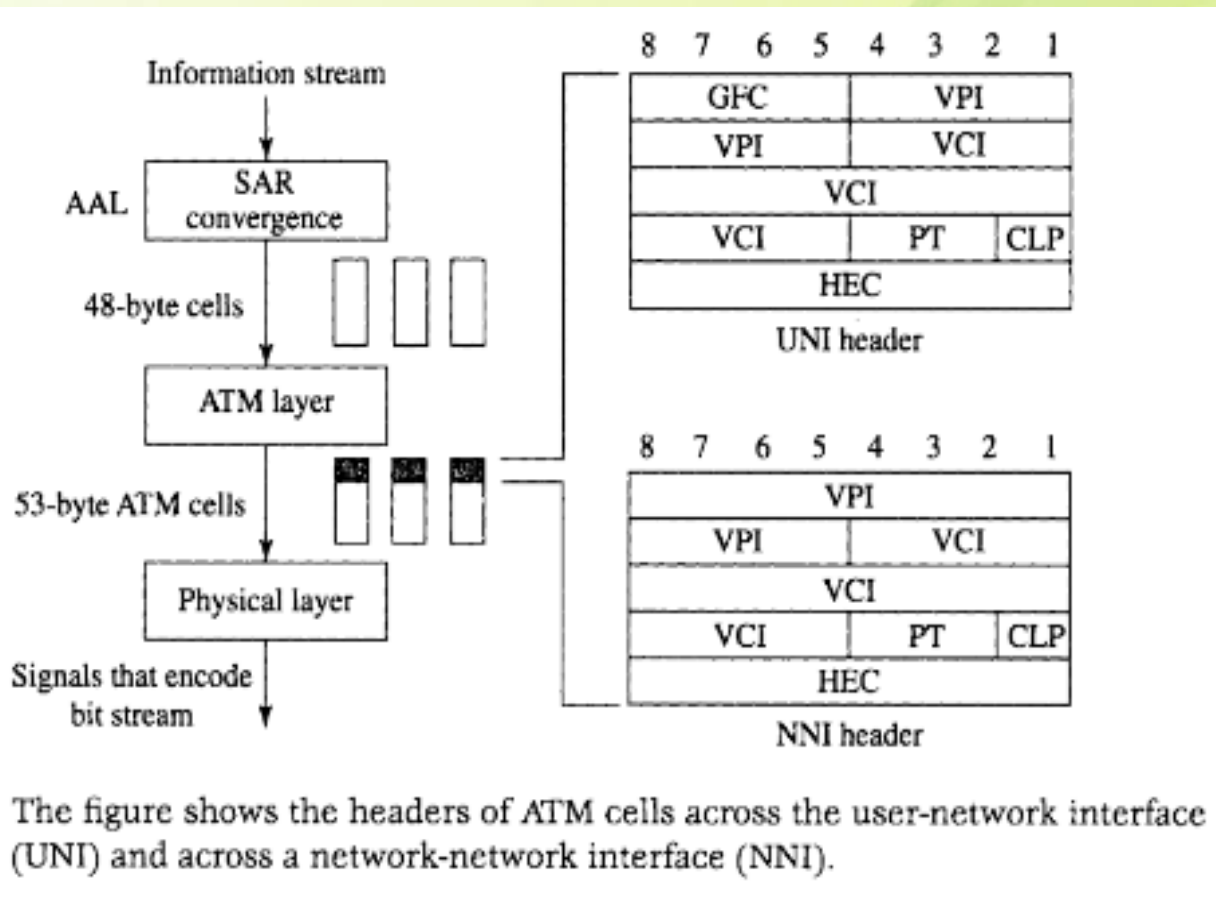 Information stream
AAL
SAR
convergence
48-byte cells
ATM layer
53-byte ATM cells
Physical layer
Signals that encode
bit stream
8 7 6 5 4 3 2 1
GFC VPI
VPI VCI
VCI
VCI PT CLP
HEC
UNI header
8 7 6 5 4 3 2 1
VPI
VPI VCI
VCI
VCI PT CLP
HEC
NNI header
The figure shows the headers of ATM cells across the user-network interface
(UNI) and across a network-network interface (NNI).